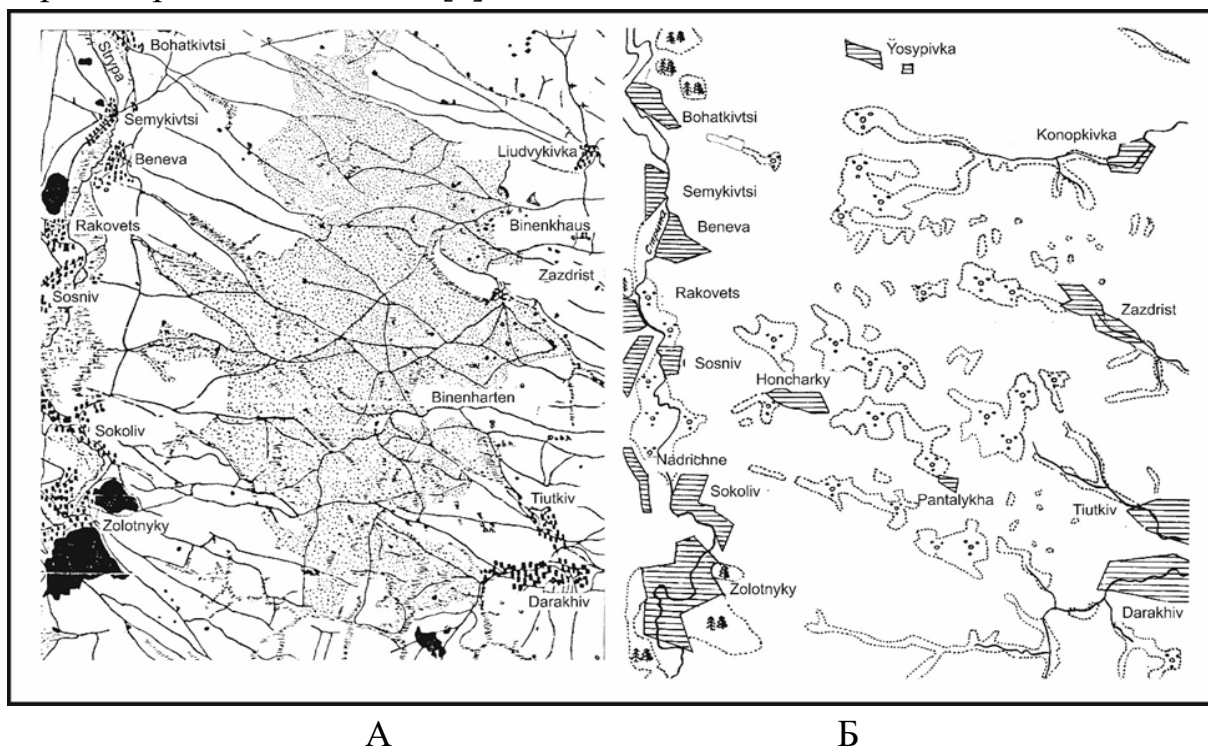 Strypa
Bohatkivtsi
Semykivtsi
Beneva
Liudvykivka
Rakovets
Binenkhaus
Zazdrist
Sosniv
Binenharten
Sokoliv
Tiutkiv
Zolotnyky
Darakhiv
Ÿosypivka
Bohatkivtsi
Konopkivka
Semykivtsi
Beneva
Rakovets
Zazdrist
Sosniv
Honcharky
Nadrichne
Sokoliv
Pantalykha
Tiutkiv
Zolotnyky
Darakhiv
А
Б